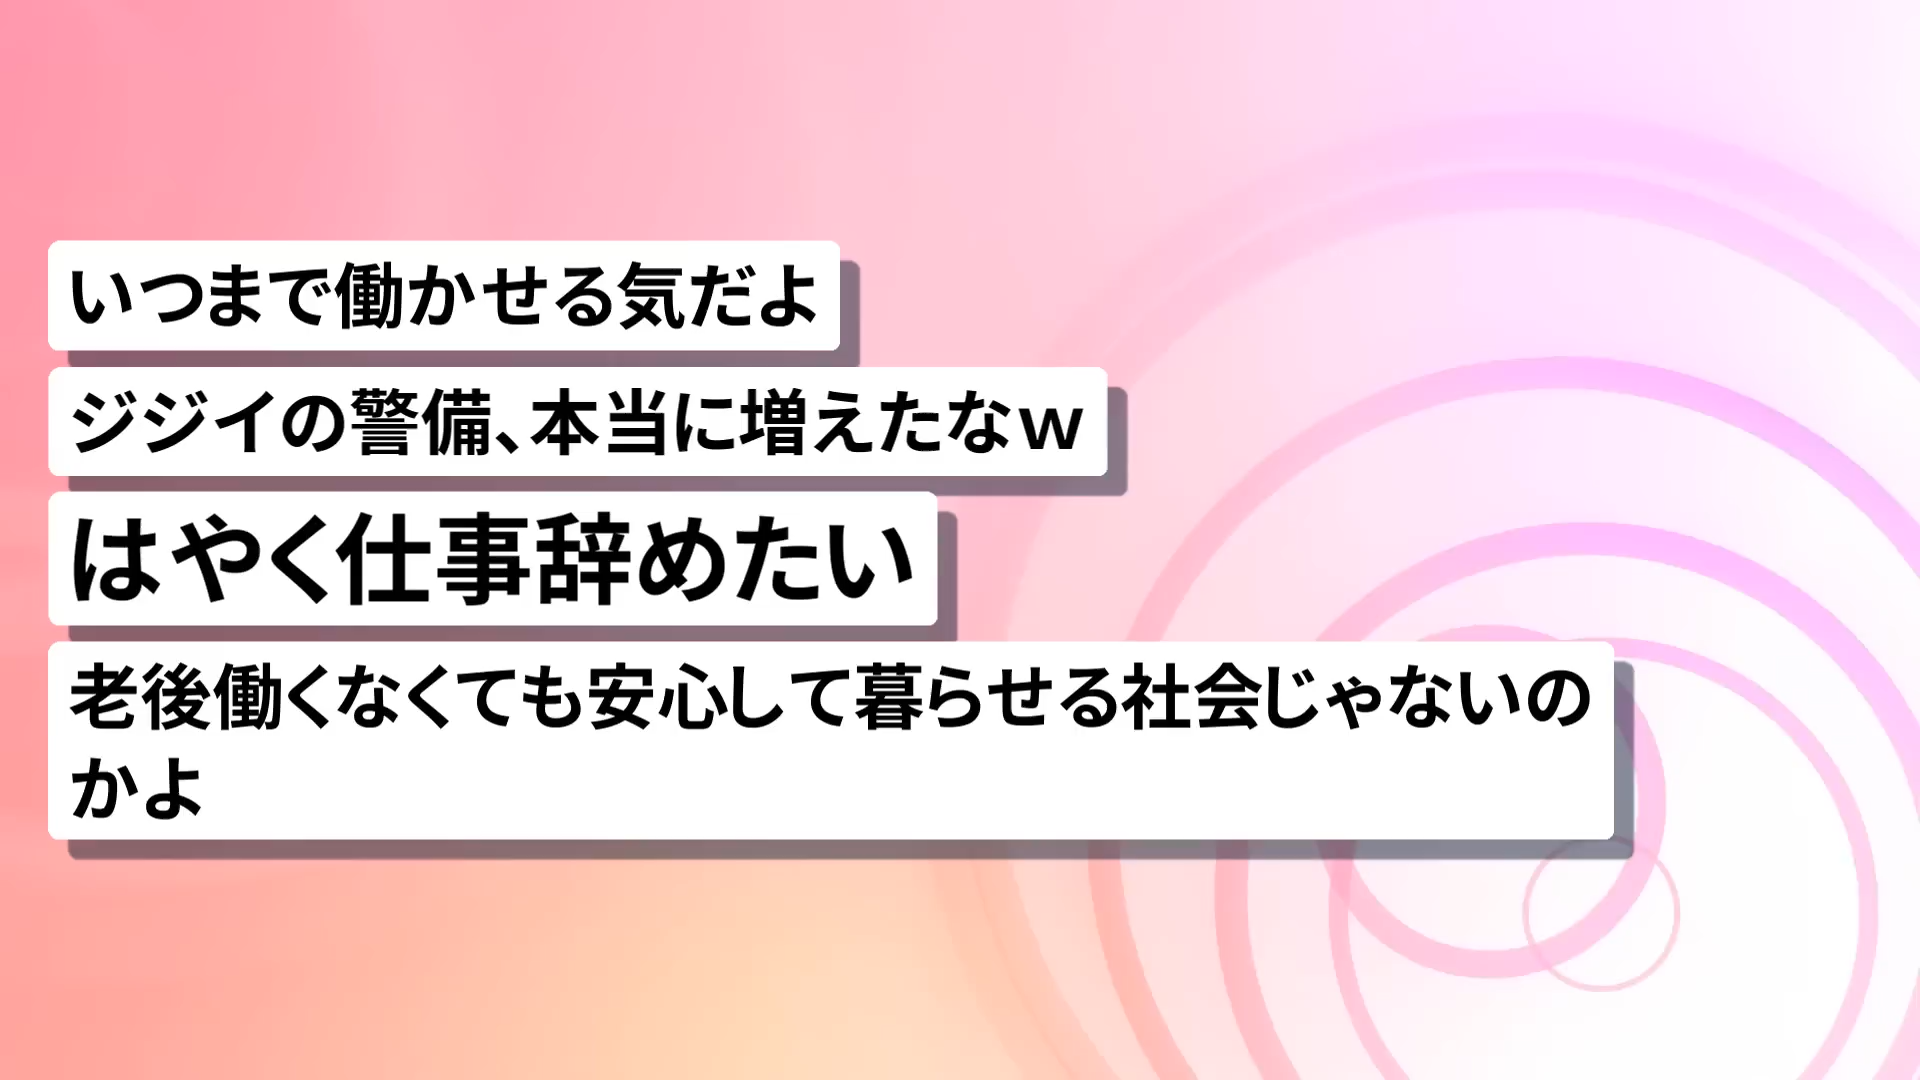 いつまで働かせる気だよ
ジジイの警備、本当に増えたなw
はやく仕事辞めたい
老後働くなくても安心して暮らせる社会じゃないの
かよ